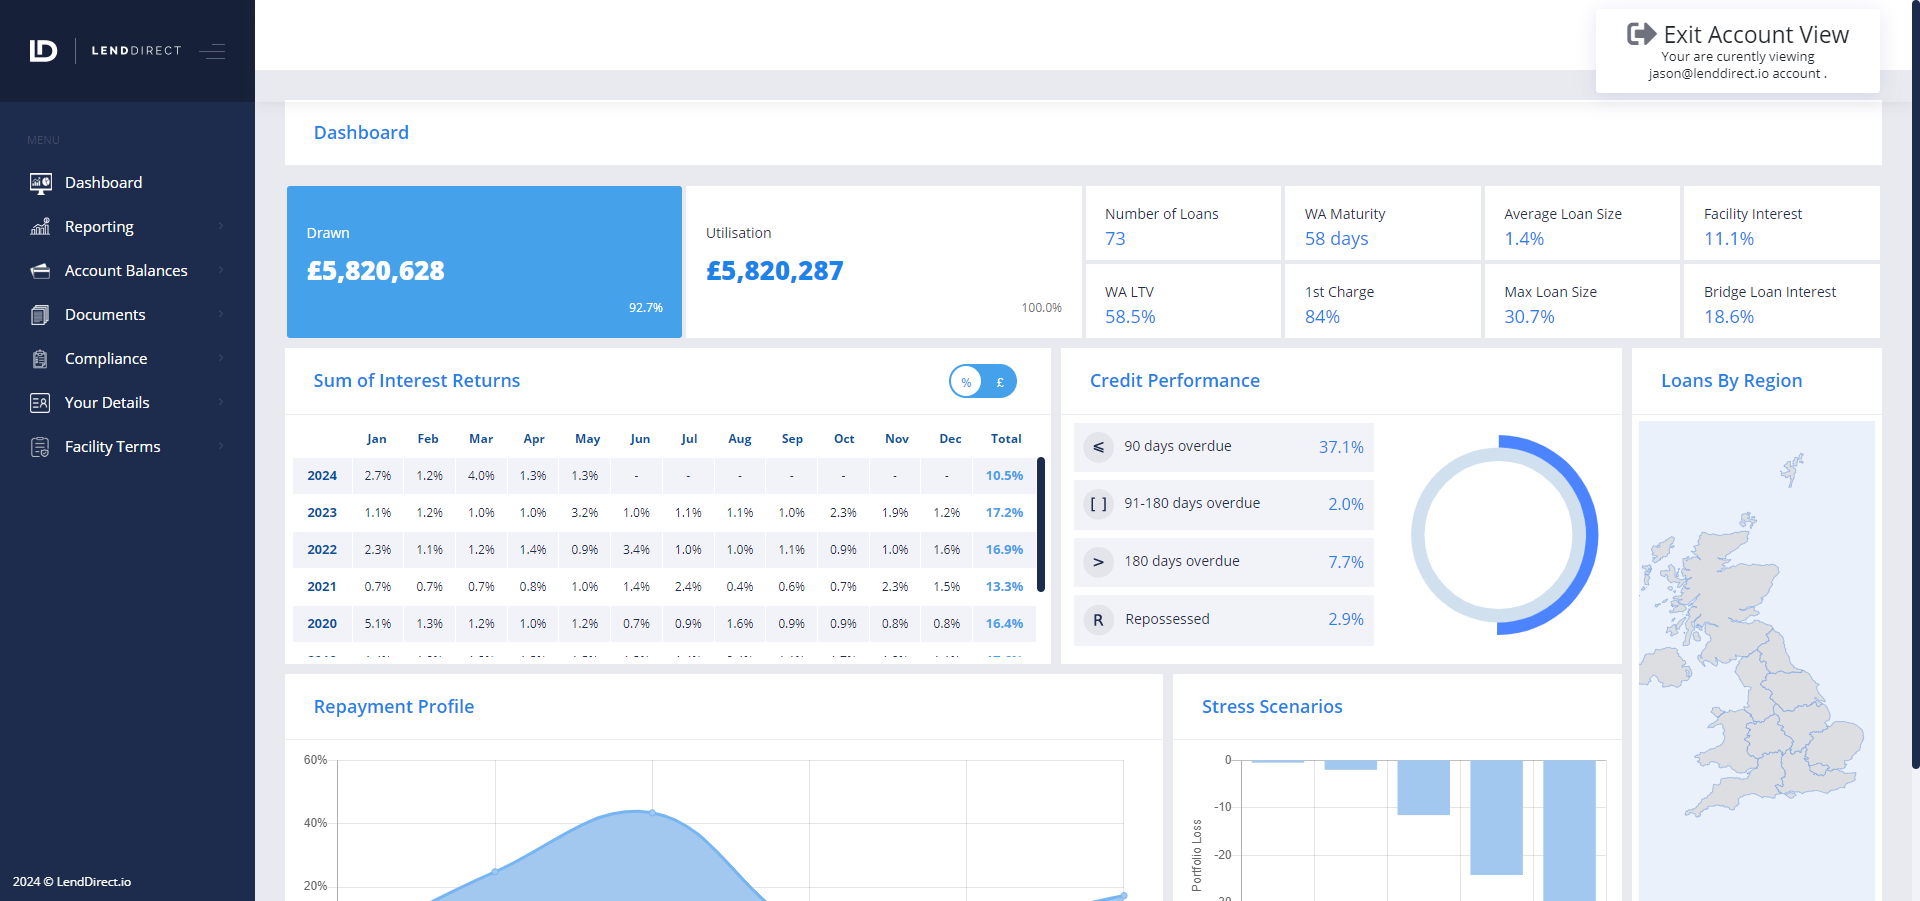 LENDDIRECT
Exit Account View
Your are curently viewing
jason@lenddirect.io account .
MENU
Dashboard
Reporting
Account Balances
Documents
Compliance
Your Details
Facility Terms
2024 © LendDirect.io
Dashboard
Drawn
£5,820,628
92.7%
Utilisation
£5,820,287
100.0%
Number of Loans
73
WA Maturity
58 days
Average Loan Size
1.4%
Facility Interest
11.1%
WA LTV
58.5%
1st Charge
84%
Max Loan Size
30.7%
Bridge Loan Interest
18.6%
Sum of Interest Returns
% £
Jan Feb Mar Apr May Jun Jul Aug Sep Oct Nov Dec Total
2024 2.7% 1.2% 4.0% 1.3% 1.3% - - - - - - - 10.5%
2023 1.1% 1.2% 1.0% 1.0% 3.2% 1.0% 1.1% 1.1% 1.0% 2.3% 1.9% 1.2% 17.2%
2022 2.3% 1.1% 1.2% 1.4% 0.9% 3.4% 1.0% 1.0% 1.1% 0.9% 1.0% 1.6% 16.9%
2021 0.7% 0.7% 0.7% 0.8% 1.0% 1.4% 2.4% 0.4% 0.6% 0.7% 2.3% 1.5% 13.3%
2020 5.1% 1.3% 1.2% 1.0% 1.2% 0.7% 0.9% 1.6% 0.9% 0.9% 0.8% 0.8% 16.4%
Credit Performance
⩽ 90 days overdue 37.1%
[ ] 91-180 days overdue 2.0%
> 180 days overdue 7.7%
R Repossessed 2.9%
Loans By Region
Repayment Profile
60%
40%
20%
Stress Scenarios
Portfolio Loss
0
-10
-20